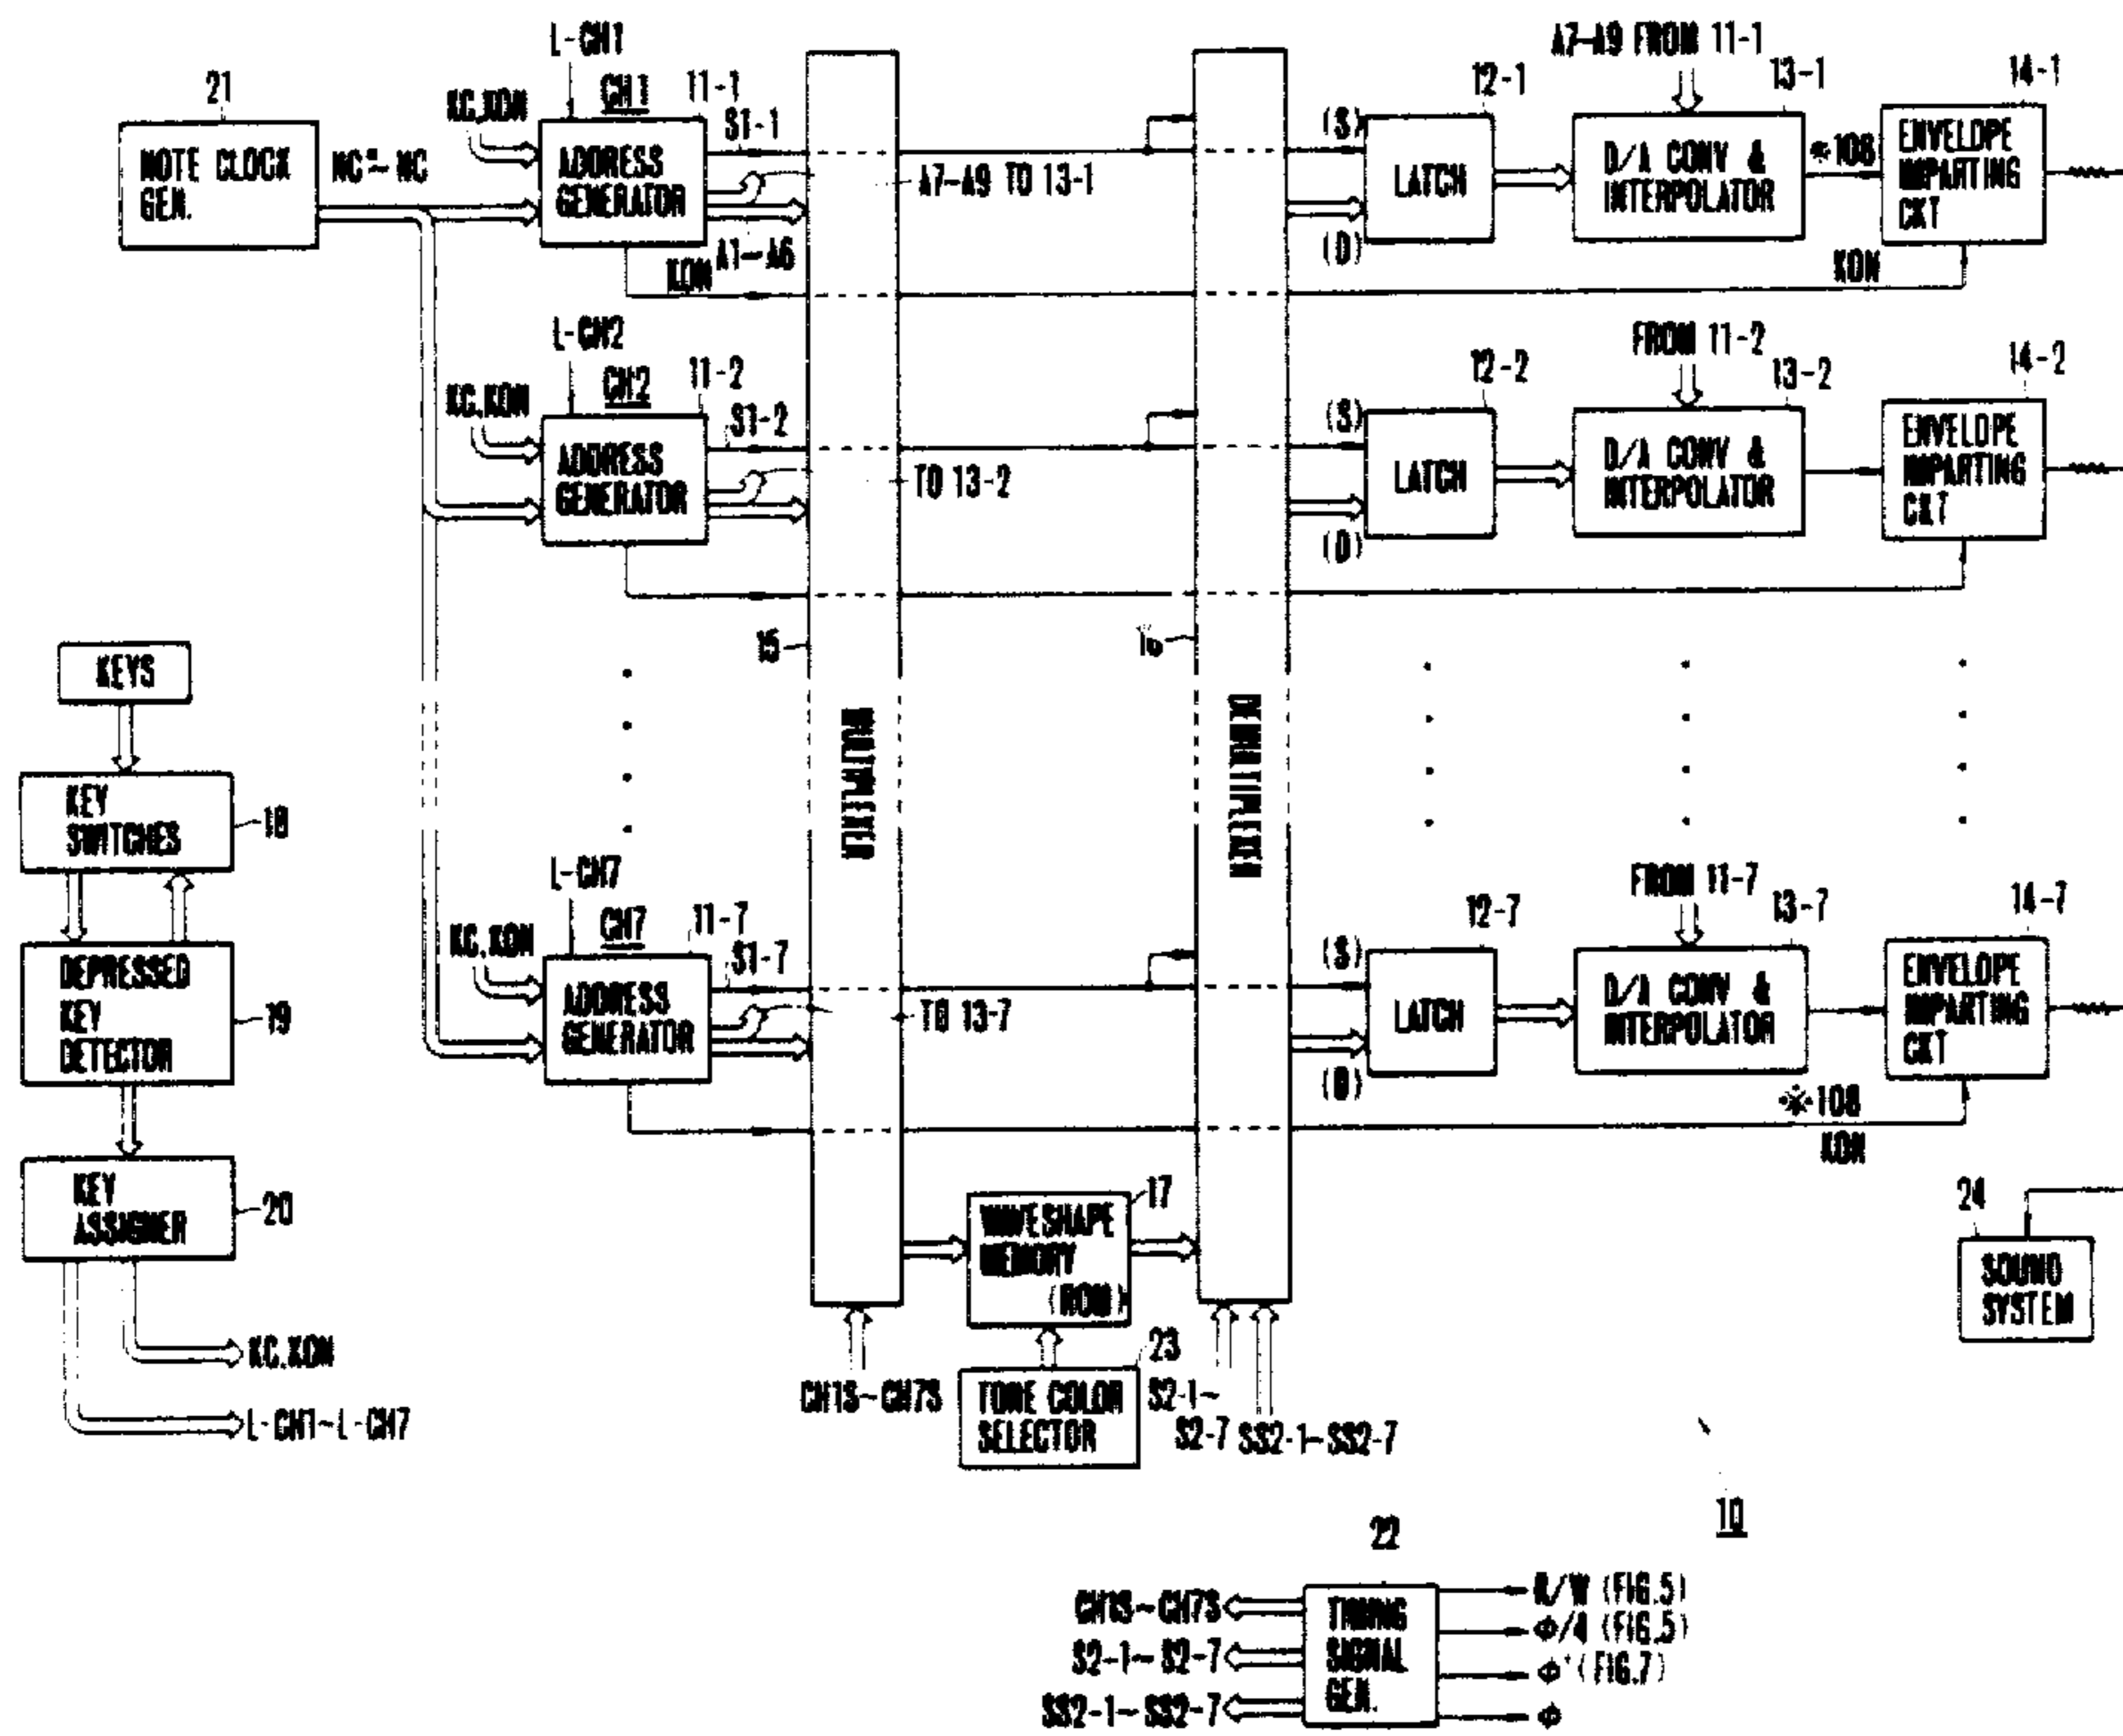 L-CH1
A7-A9 FROM 11-1
21
KC.KON
CH1
11-1
S1-1
12-1
13-1
14-1
NOTE CLOCK
GEN.
ADDRESS
GENERATOR
A7-A9 TO 13-1
(S)
(D)
LATCH
D/A CONV &
INTERPOLATOR
※108
ENVELOPE
IMPARTING
CKT
A1-A6
KON
KON
L-CH2
FROM 11-2
KC.KON
CH2
11-2
S1-2
12-2
13-2
14-2
ADDRESS
GENERATOR
TO 13-2
(S)
(D)
LATCH
D/A CONV &
INTERPOLATOR
ENVELOPE
IMPARTING
CKT
15
16
KEYS
MULTIPLEXER
DEMULTIPLEXER
KEY
SWITCHES
18
L-CH7
FROM 11-7
KC.KON
CH7
11-7
S1-7
12-7
13-7
14-7
DEPRESSED
KEY
DETECTOR
19
ADDRESS
GENERATOR
TO 13-7
(S)
(D)
LATCH
D/A CONV &
INTERPOLATOR
ENVELOPE
IMPARTING
CKT
※108
KON
KEY
ASSIGNER
20
17
WAVESHAPE
MEMORY
(ROM)
24
SOUND
SYSTEM
KC.KON
L-CH1~L-CH7
CH1S~CH7S
23
TONE COLOR
SELECTOR
S2-1~
S2-7
SS2-1~SS2-7
10
22
TIMING
SIGNAL
GEN.
CH1S~CH7S
S2-1~S2-7
SS2-1~SS2-7
R/W (FIG.5)
Φ/4 (FIG.5)
Φ' (FIG.7)
Φ